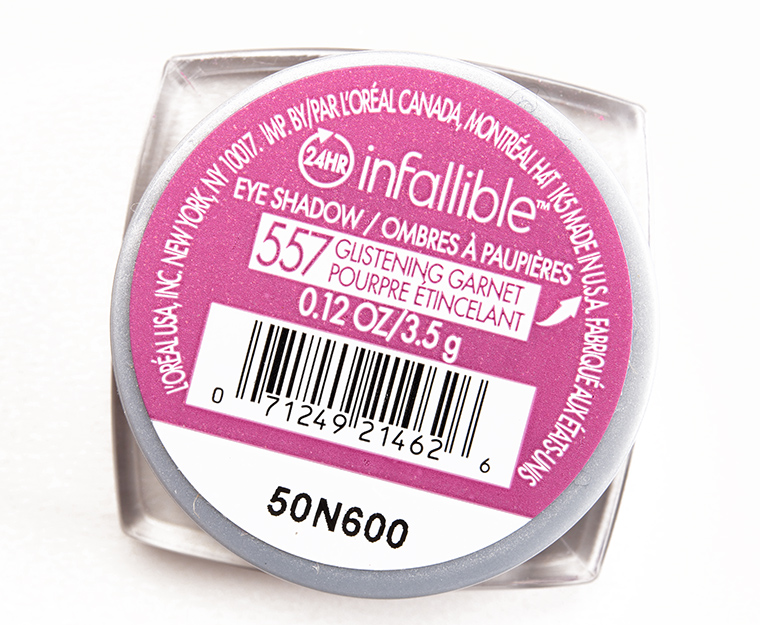 L'ORÉAL USA, INC. NEW YORK, NY 10017. IMP. BY/PAR L'ORÉAL CANADA, MONTRÉAL H4T 1K5 MADE IN U.S.A. FABRIQUÉ AUX ÉTATS-UNIS
24HR infallible™
EYE SHADOW / OMBRES À PAUPIÈRES
557 GLISTENING GARNET
POURPRE ÉTINCELANT
0.12 OZ/3.5 g
0 71249 21462 6
50N600